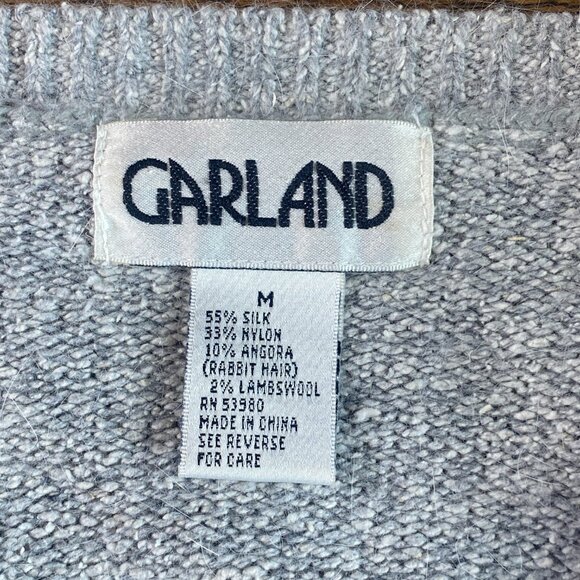 GARLAND
M
55% SILK
33% NYLON
10% ANGORA
(RABBIT HAIR)
2% LAMBSWOOL
RN 53980
MADE IN CHINA
SEE REVERSE
FOR CARE